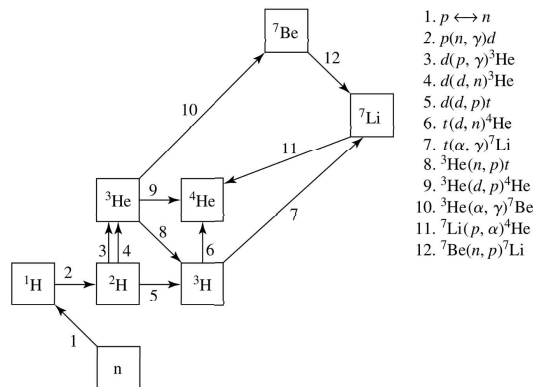 ⁷Be
12
10
⁷Li
11
³He
9
⁴He
7
8
3
4
6
¹H
2
²H
5
³H
1
n
1. p ⟷ n
2. p(n, γ)d
3. d(p, γ)³He
4. d(d, n)³He
5. d(d, p)t
6. t(d, n)⁴He
7. t(α, γ)⁷Li
8. ³He(n, p)t
9. ³He(d, p)⁴He
10. ³He(α, γ)⁷Be
11. ⁷Li(p, α)⁴He
12. ⁷Be(n, p)⁷Li